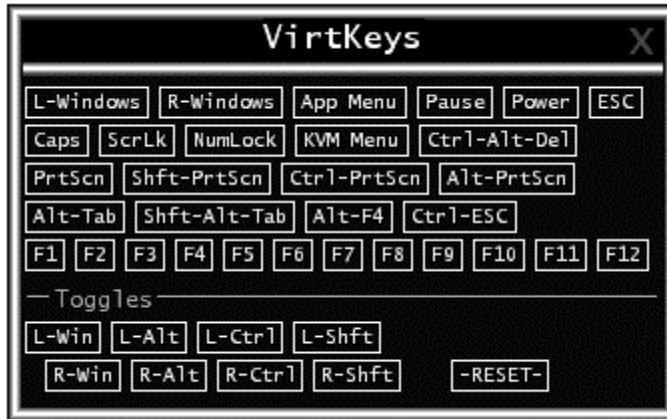 VirtKeys X
L-Windows R-Windows App Menu Pause Power ESC
Caps ScrLk NumLock KVM Menu Ctrl-Alt-Del
PrtScn Shft-PrtScn Ctrl-PrtScn Alt-PrtScn
Alt-Tab Shft-Alt-Tab Alt-F4 Ctrl-ESC
F1 F2 F3 F4 F5 F6 F7 F8 F9 F10 F11 F12
Toggles
L-Win L-Alt L-Ctrl L-Shft
R-Win R-Alt R-Ctrl R-Shft -RESET-